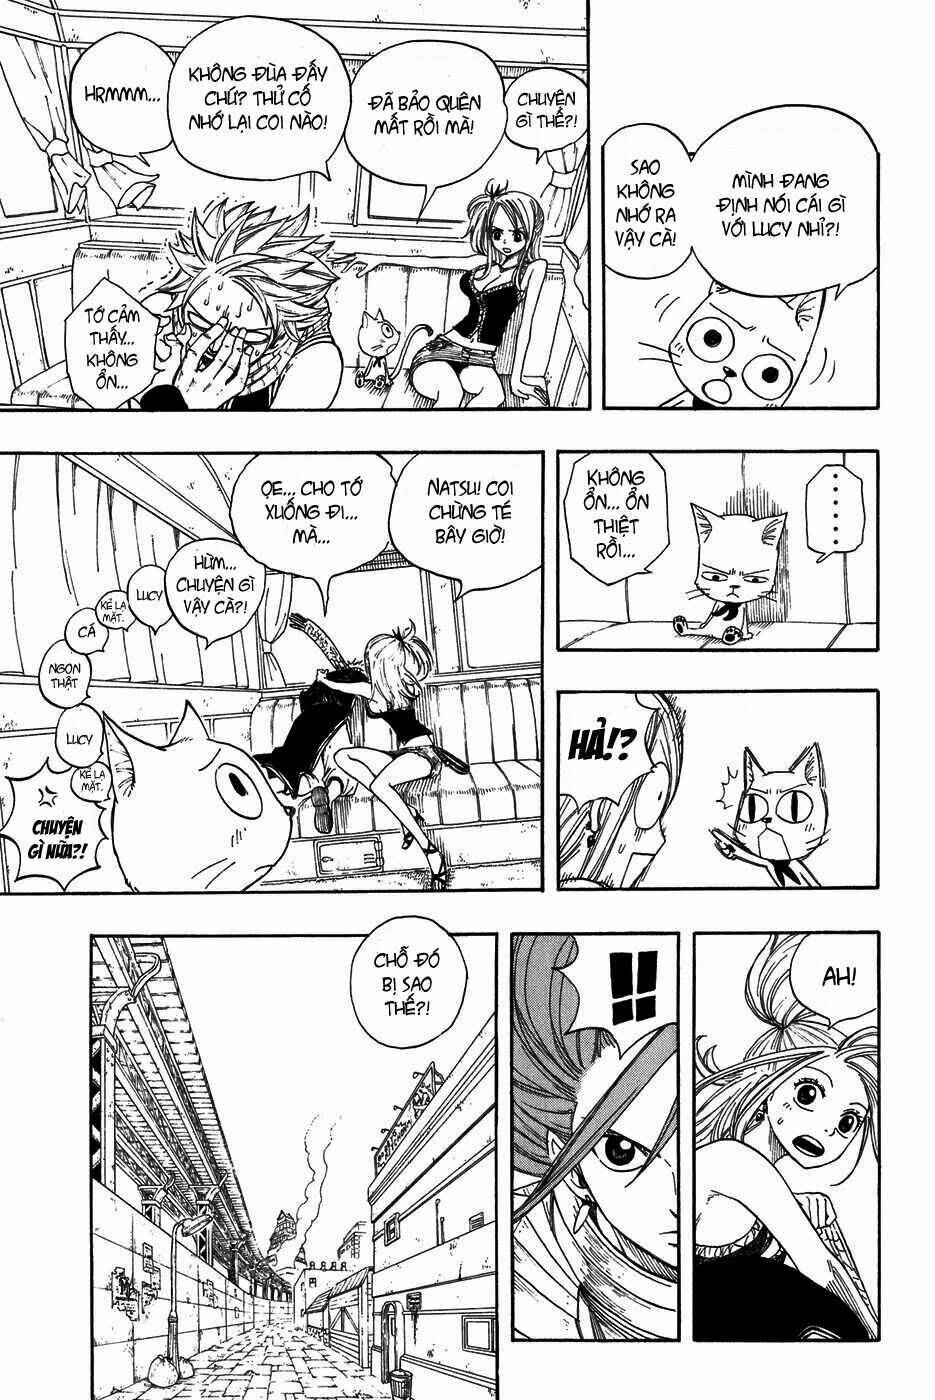 MÌNH ĐANG
ĐỊNH NÓI CÁI GÌ
VỚI LUCY NHỈ?!
SAO
KHÔNG
NHỚ RA
VẬY CÀ!
CHUYỆN
GÌ THẾ?!
ĐÃ BẢO QUÊN
MẤT RỒI MÀ!
KHÔNG ĐÙA ĐẤY
CHỨ? THỬ CỐ
NHỚ LẠI COI NÀO!
HRMMM...
TỚ CẢM
THẤY...
KHÔNG
ỔN...
........
KHÔNG
ỔN... ỔN
THIỆT
RỒI...
NATSU! COI
CHỪNG TÉ
BÂY GIỜ!
ỌE... CHO TỚ
XUỐNG ĐI...
MÀ...
HỪM...
CHUYỆN GÌ
VẬY CÀ?!
LUCY
KẺ LẠ
MẶT.
CÁ
NGON
THẬT
LUCY
KẺ LẠ
MẶT.
CHUYỆN
GÌ NỮA?!
HẢ!?
AH!
!!
CHỖ ĐÓ
BỊ SAO
THẾ?!